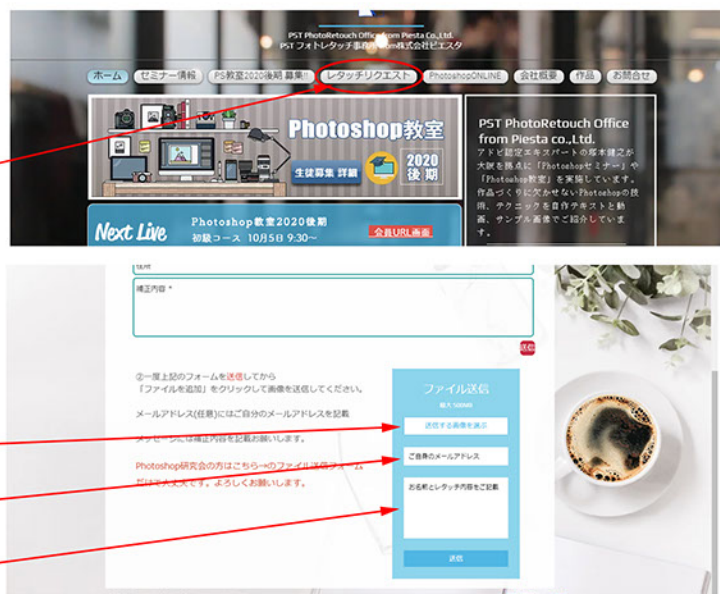 PST PhotoRetouch Office from Piesta Co.,Ltd.
PST フォトレタッチ事務所 from株式会社ピエスタ
ホーム セミナー情報 PS教室2020後期 募集!! レタッチリクエスト PhotoshopONLINE 会社概要 作品 お問合せ
Photoshop教室
生徒募集 詳細
2020
後期
PST PhotoRetouch Office
from Piesta co.,Ltd.
アドビ認定エキスパートの塚本健之が
大阪を拠点に「Photoshopセミナー」や
「Photoshop教室」を実施しています。
作品づくりに欠かせないPhotoshopの技
術、テクニックを自作テキストと動
画、サンプル画像でご紹介していま
す。
Next Live
Photoshop教室2020後期
初級コース 10月5日 9:30～
会員URL画面
住所
補正内容 *
送信
②一度上記のフォームを送信してから
「ファイルを追加」をクリックして画像を送信してください。
メールアドレス(任意)にはご自分のメールアドレスを記載
メッセージには補正内容を記載お願いします。
Photoshop研究会の方はこちら→のファイル送信フォーム
だけで大丈夫です。よろしくお願いします。
ファイル送信
最大500MB
送信する画像を選ぶ
ご自身のメールアドレス
お名前とレタッチ内容をご記載
送信